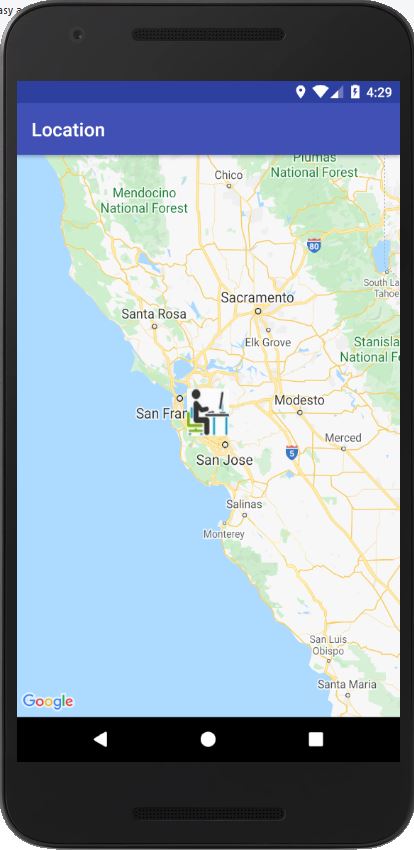 asy a
4:29
Location
Plumas
National Forest
Chico
Mendocino
National Forest
80
South La
Tahoe
Sacramento
Santa Rosa
Elk Grove
Stanisla
National Fo
Modesto
San Fran
Merced
5
San Jose
Salinas
Monterey
San Luis
Obispo
Santa Maria
Google